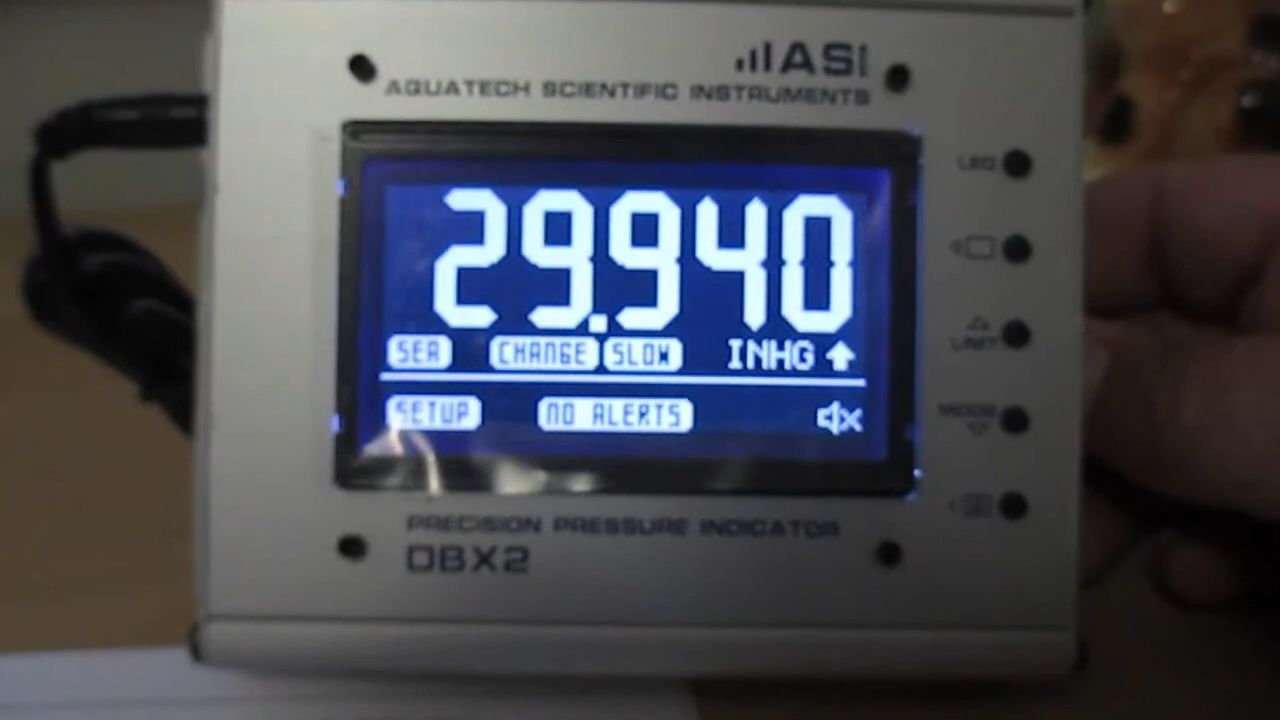 ASI
AQUATECH SCIENTIFIC INSTRUMENTS
LED
29.940
UNIT
SEA CHANGE SLOW INHG
MODE
SETUP NO ALERTS
PRECISION PRESSURE INDICATOR
DBX2